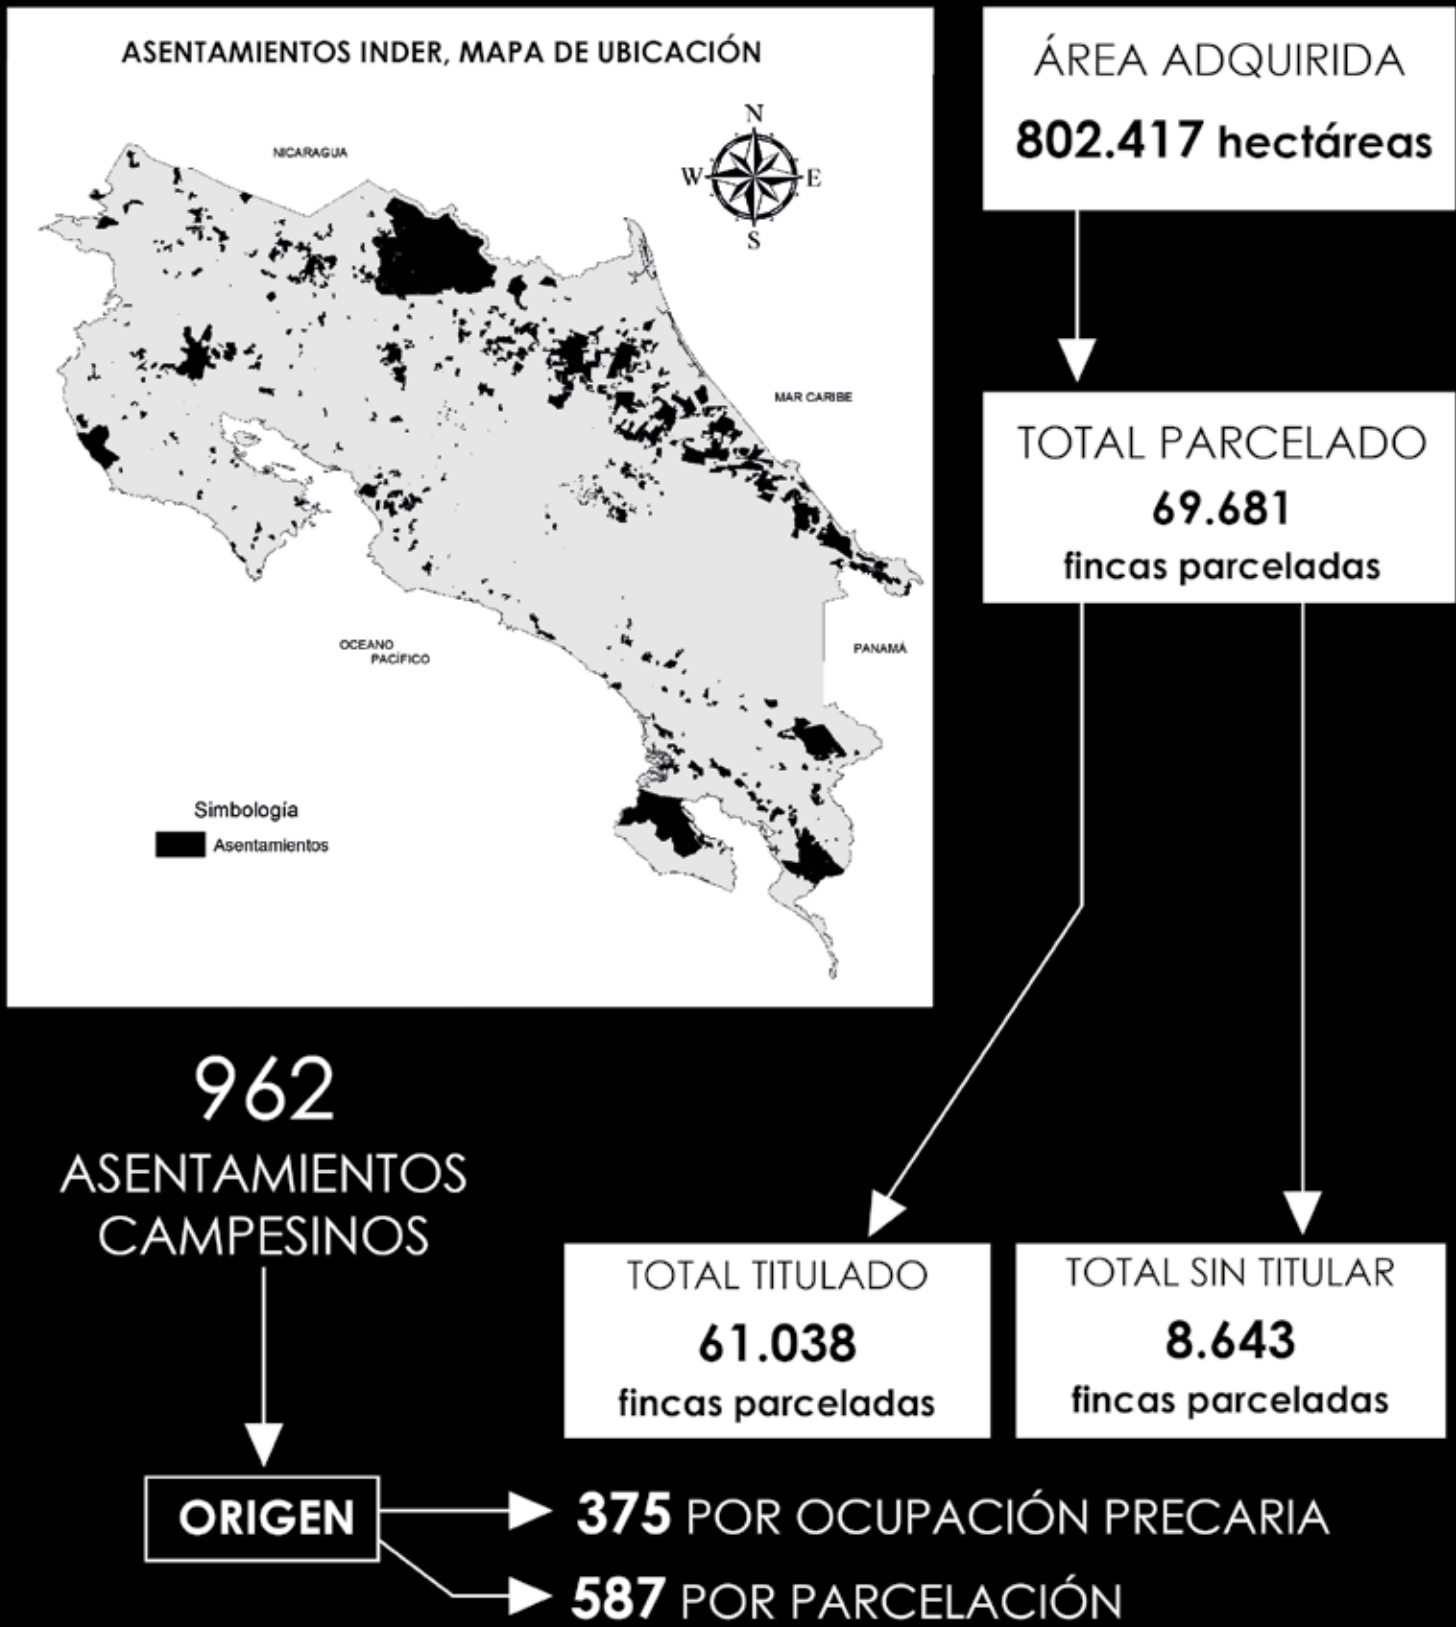 ASENTAMIENTOS INDER, MAPA DE UBICACIÓN
N
W
E
S
NICARAGUA
MAR CARIBE
OCEANO
PACÍFICO
PANAMÁ
Simbología
Asentamientos
ÁREA ADQUIRIDA
802.417 hectáreas
TOTAL PARCELADO
69.681
fincas parceladas
TOTAL TITULADO
61.038
fincas parceladas
TOTAL SIN TITULAR
8.643
fincas parceladas
962
ASENTAMIENTOS
CAMPESINOS
ORIGEN
375 POR OCUPACIÓN PRECARIA
587 POR PARCELACIÓN